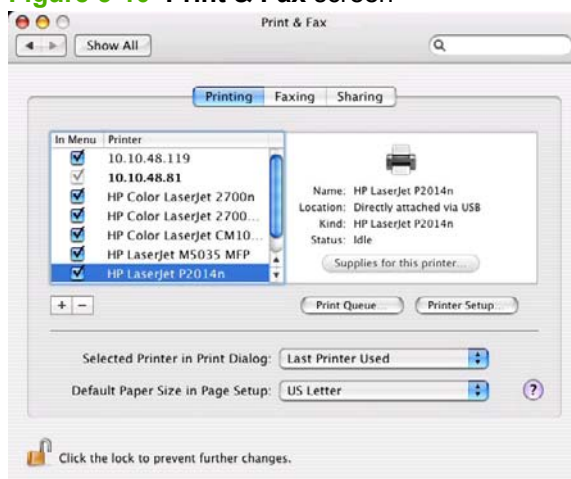 Print & Fax screen
Print & Fax
Show All
Printing Faxing Sharing
In Menu Printer
10.10.48.119
10.10.48.81
HP Color LaserJet 2700n
HP Color LaserJet 2700...
HP Color LaserJet CM10...
HP LaserJet M5035 MFP
HP LaserJet P2014n
Name: HP LaserJet P2014n
Location: Directly attached via USB
Kind: HP LaserJet P2014n
Status: Idle
Supplies for this printer...
+ −
Print Queue... Printer Setup...
Selected Printer in Print Dialog: Last Printer Used
Default Paper Size in Page Setup: US Letter
?
Click the lock to prevent further changes.